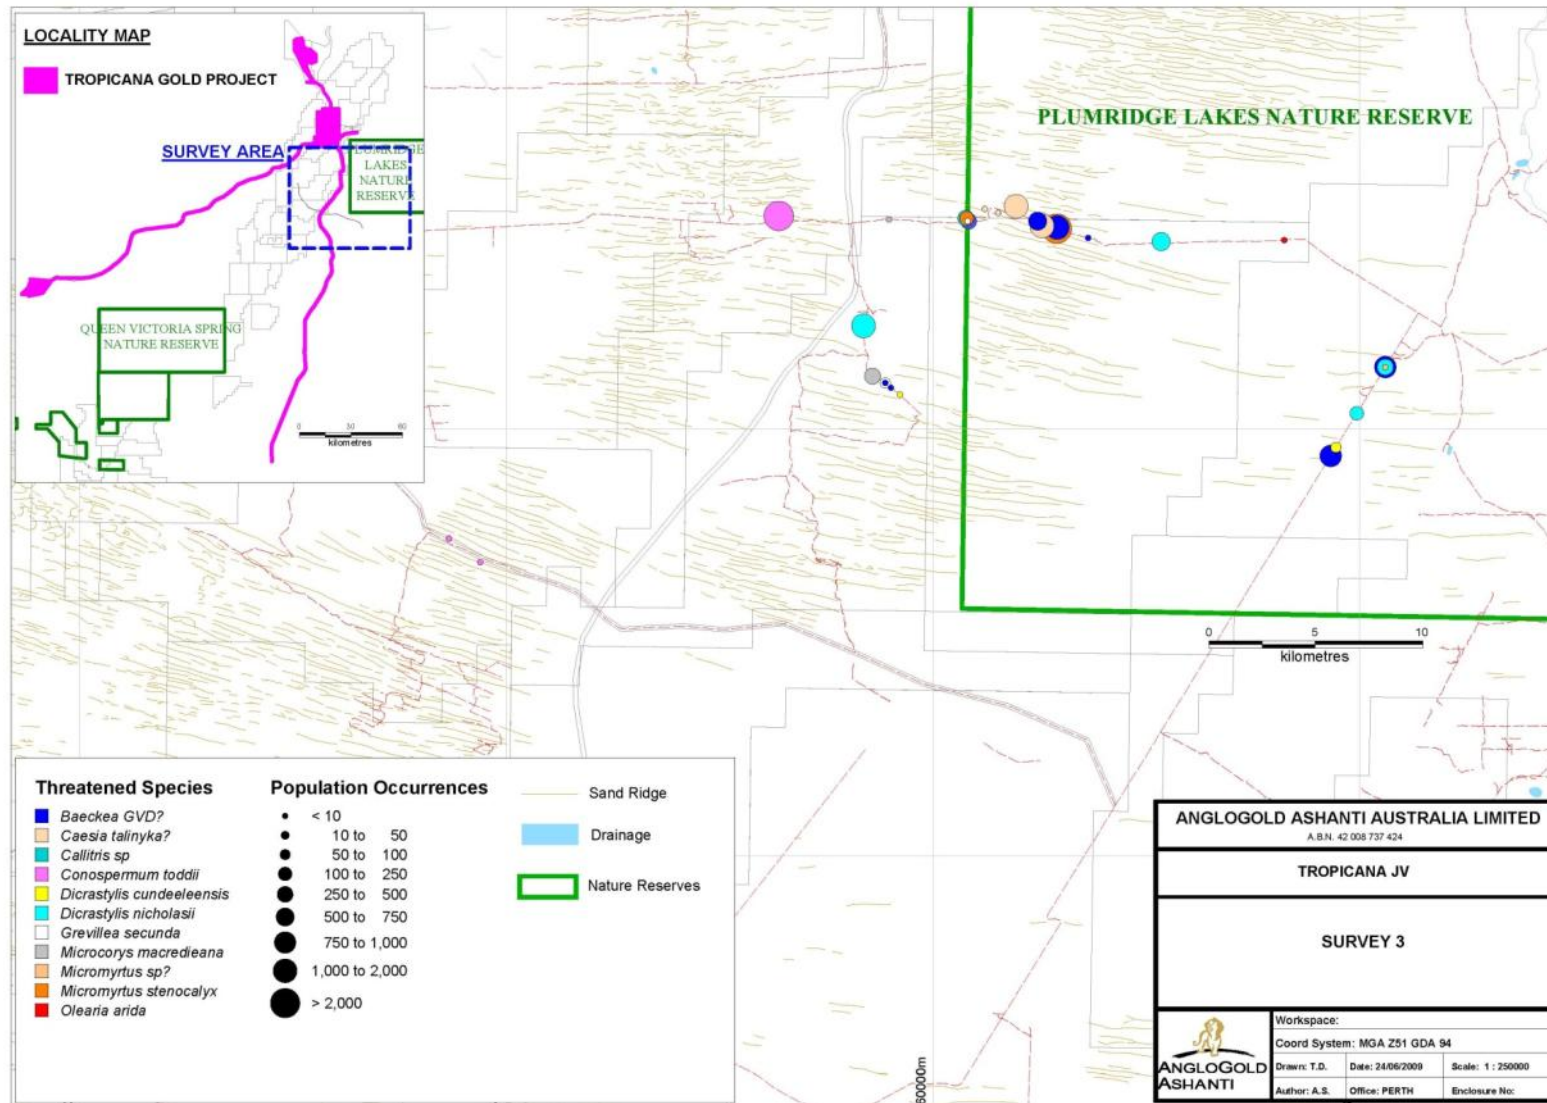 LOCALITY MAP
TROPICANA GOLD PROJECT
SURVEY AREA
LAKES
NATURE
RESERVE
QUEEN VICTORIA SPRING
NATURE RESERVE
0 30 60
kilometres
PLUMRIDGE LAKES NATURE RESERVE
0 5 10
kilometres
Threatened Species
Baeckea GVD?
Caesia talinyka?
Callitris sp
Conospermum toddii
Dicrastylis cundeeleensis
Dicrastylis nicholasii
Grevillea secunda
Microcorys macredieana
Micromyrtus sp?
Micromyrtus stenocalyx
Olearia arida
Population Occurrences
< 10
10 to 50
50 to 100
100 to 250
250 to 500
500 to 750
750 to 1,000
1,000 to 2,000
> 2,000
Sand Ridge
Drainage
Nature Reserves
ANGLOGOLD ASHANTI AUSTRALIA LIMITED
A.B.N. 42 008 737 424
TROPICANA JV
SURVEY 3
ANGLOGOLD
ASHANTI
Workspace:
Coord System: MGA Z51 GDA 94
Drawn: T.D. Date: 24/06/2009 Scale: 1 : 250000
Author: A.S. Office: PERTH Enclosure No: